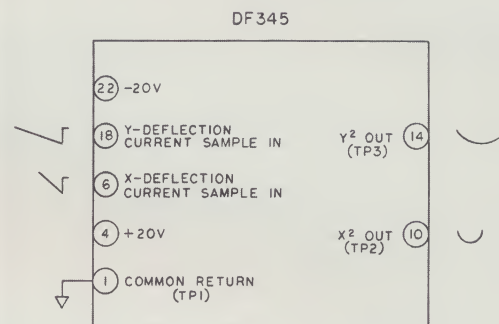 DF345
22 -20V
18 Y-DEFLECTION
CURRENT SAMPLE IN
6 X-DEFLECTION
CURRENT SAMPLE IN
4 +20V
1 COMMON RETURN
(TP1)
Y² OUT 14
(TP3)
X² OUT 10
(TP2)